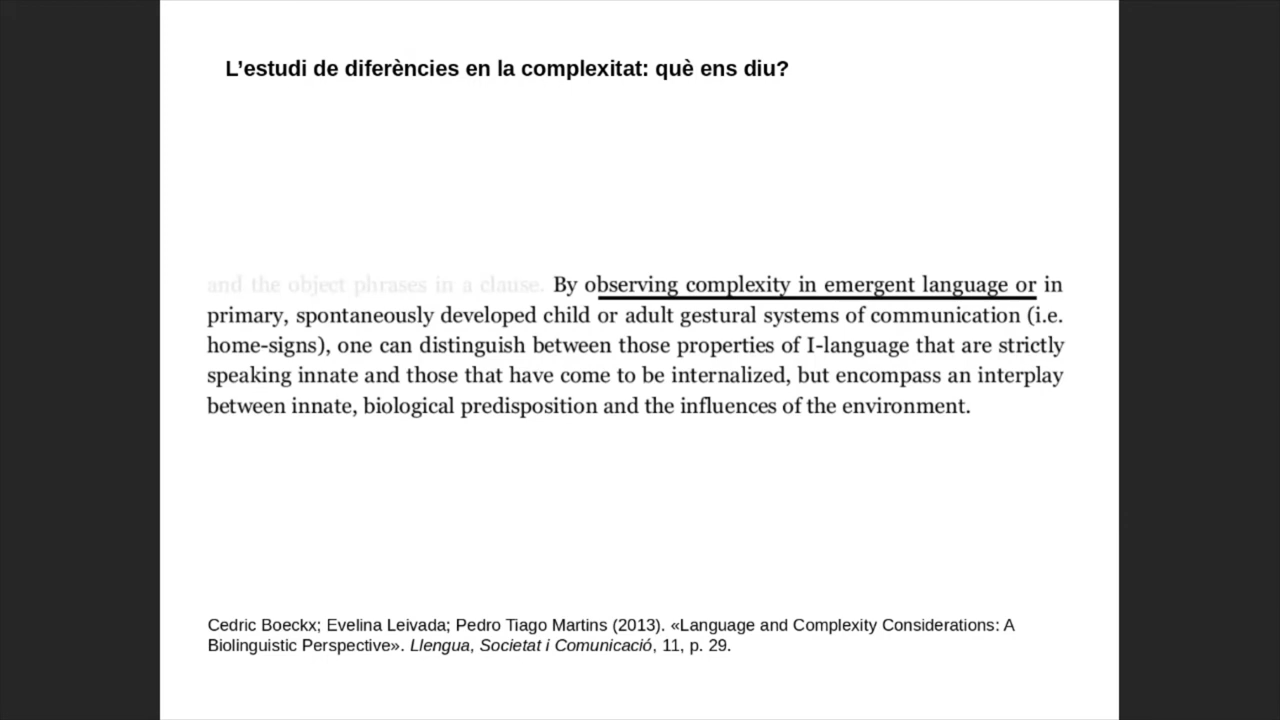 L’estudi de diferències en la complexitat: què ens diu?
and the object phrases in a clause. By observing complexity in emergent language or in
primary, spontaneously developed child or adult gestural systems of communication (i.e.
home-signs), one can distinguish between those properties of I-language that are strictly
speaking innate and those that have come to be internalized, but encompass an interplay
between innate, biological predisposition and the influences of the environment.
Cedric Boeckx; Evelina Leivada; Pedro Tiago Martins (2013). «Language and Complexity Considerations: A
Biolinguistic Perspective». Llengua, Societat i Comunicació, 11, p. 29.